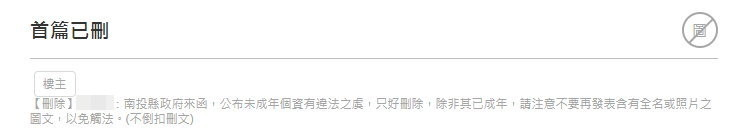 首篇已刪
圖
樓主
【刪除】 : 南投縣政府來函，公布未成年個資有違法之虞，只好刪除，除非其已成年，請注意不要再發表含有全名或照片之
圖文，以免觸法。(不倒扣刪文)